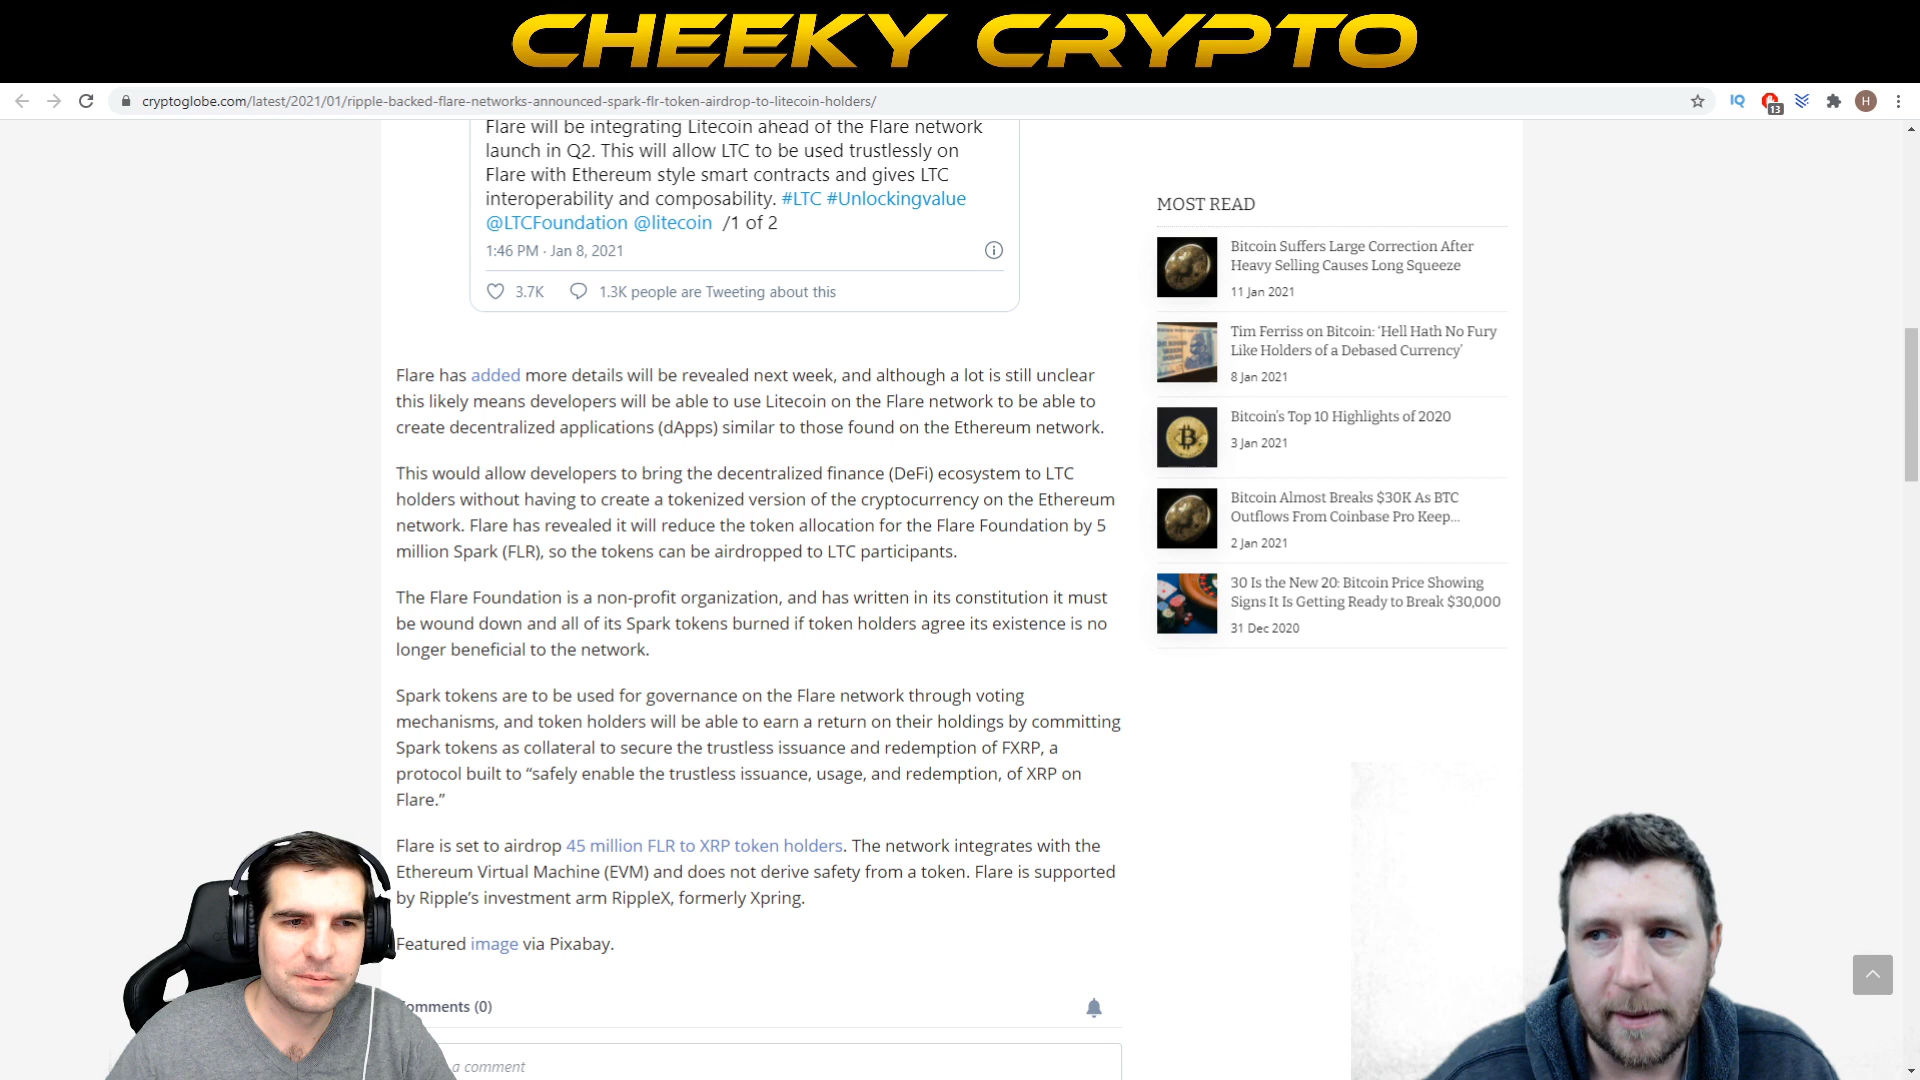 CHEEKY CRYPTO
cryptoglobe.com/latest/2021/01/ripple-backed-flare-networks-announced-spark-flr-token-airdrop-to-litecoin-holders/
IQ
13
H
Flare will be integrating Litecoin ahead of the Flare network
launch in Q2. This will allow LTC to be used trustlessly on
Flare with Ethereum style smart contracts and gives LTC
interoperability and composability. #LTC #Unlockingvalue
@LTCFoundation @litecoin /1 of 2
1:46 PM · Jan 8, 2021
3.7K 1.3K people are Tweeting about this
Flare has added more details will be revealed next week, and although a lot is still unclear
this likely means developers will be able to use Litecoin on the Flare network to be able to
create decentralized applications (dApps) similar to those found on the Ethereum network.
This would allow developers to bring the decentralized finance (DeFi) ecosystem to LTC
holders without having to create a tokenized version of the cryptocurrency on the Ethereum
network. Flare has revealed it will reduce the token allocation for the Flare Foundation by 5
million Spark (FLR), so the tokens can be airdropped to LTC participants.
The Flare Foundation is a non-profit organization, and has written in its constitution it must
be wound down and all of its Spark tokens burned if token holders agree its existence is no
longer beneficial to the network.
Spark tokens are to be used for governance on the Flare network through voting
mechanisms, and token holders will be able to earn a return on their holdings by committing
Spark tokens as collateral to secure the trustless issuance and redemption of FXRP, a
protocol built to “safely enable the trustless issuance, usage, and redemption, of XRP on
Flare.”
Flare is set to airdrop 45 million FLR to XRP token holders. The network integrates with the
Ethereum Virtual Machine (EVM) and does not derive safety from a token. Flare is supported
by Ripple’s investment arm RippleX, formerly Xpring.
Featured image via Pixabay.
omments (0)
a comment
MOST READ
Bitcoin Suffers Large Correction After
Heavy Selling Causes Long Squeeze
11 Jan 2021
Tim Ferriss on Bitcoin: ‘Hell Hath No Fury
Like Holders of a Debased Currency’
8 Jan 2021
Bitcoin’s Top 10 Highlights of 2020
3 Jan 2021
Bitcoin Almost Breaks $30K As BTC
Outflows From Coinbase Pro Keep...
2 Jan 2021
30 Is the New 20: Bitcoin Price Showing
Signs It Is Getting Ready to Break $30,000
31 Dec 2020